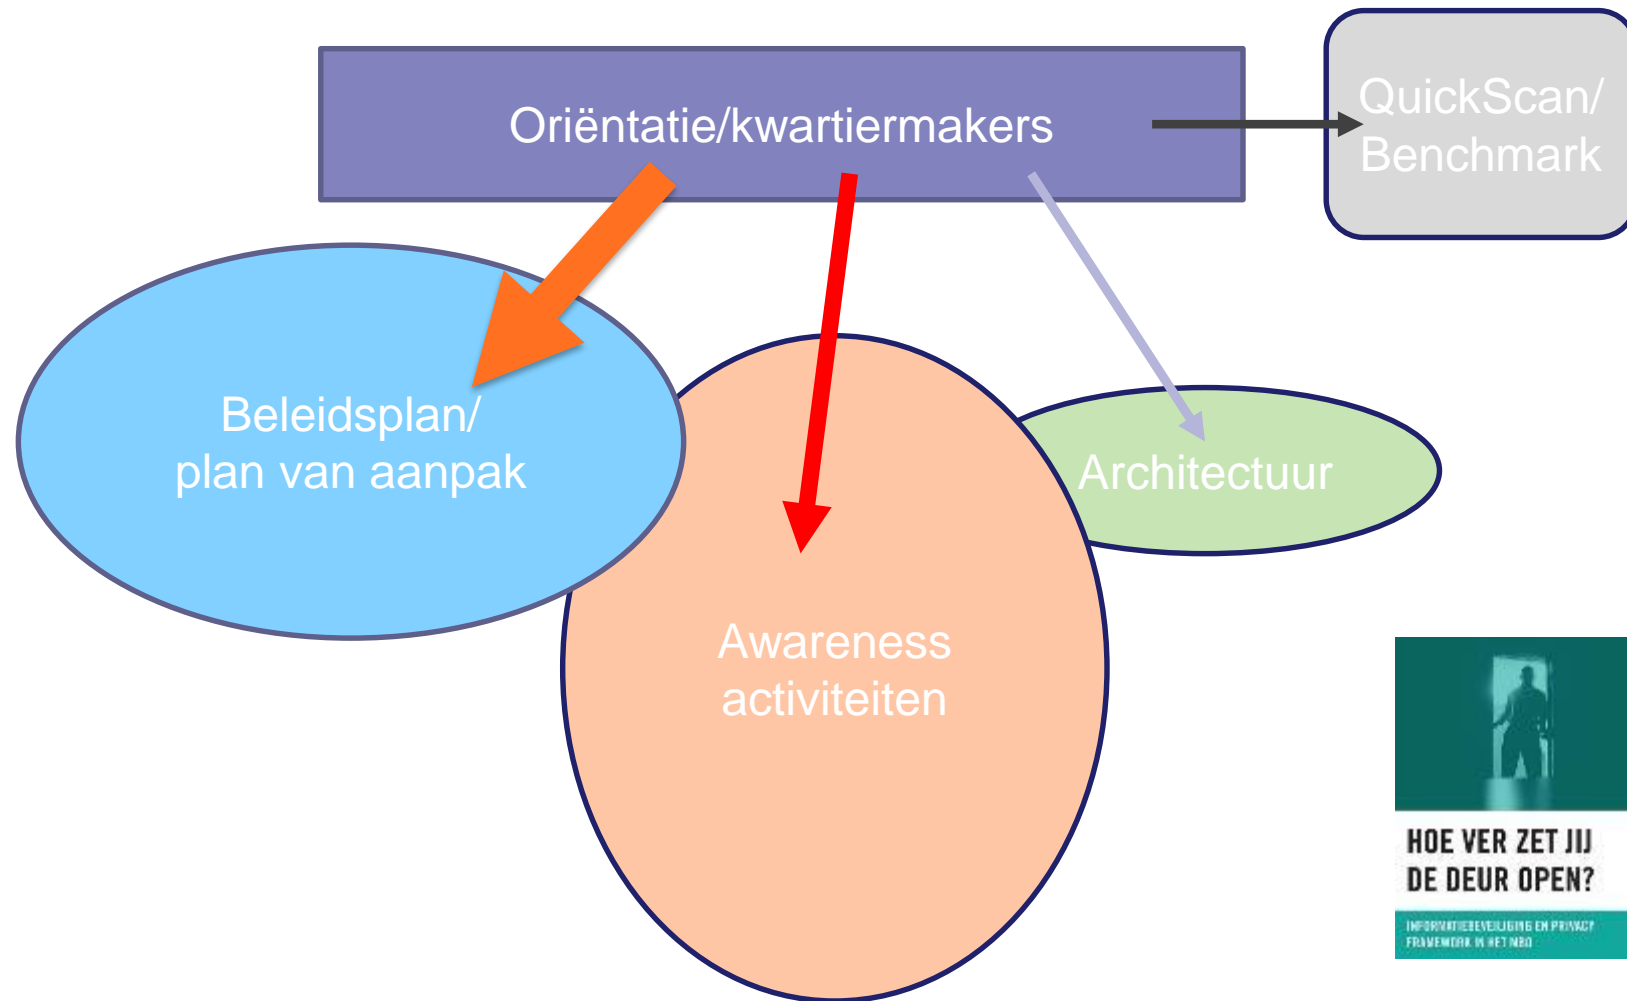 Oriëntatie/kwartiermakers
QuickScan/
Benchmark
Beleidsplan/
plan van aanpak
Architectuur
Awareness
activiteiten
HOE VER ZET JIJ
DE DEUR OPEN?
INFORMATIEBEVEILIGING EN PRIVACY
FRAMEWORK IN HET MBO